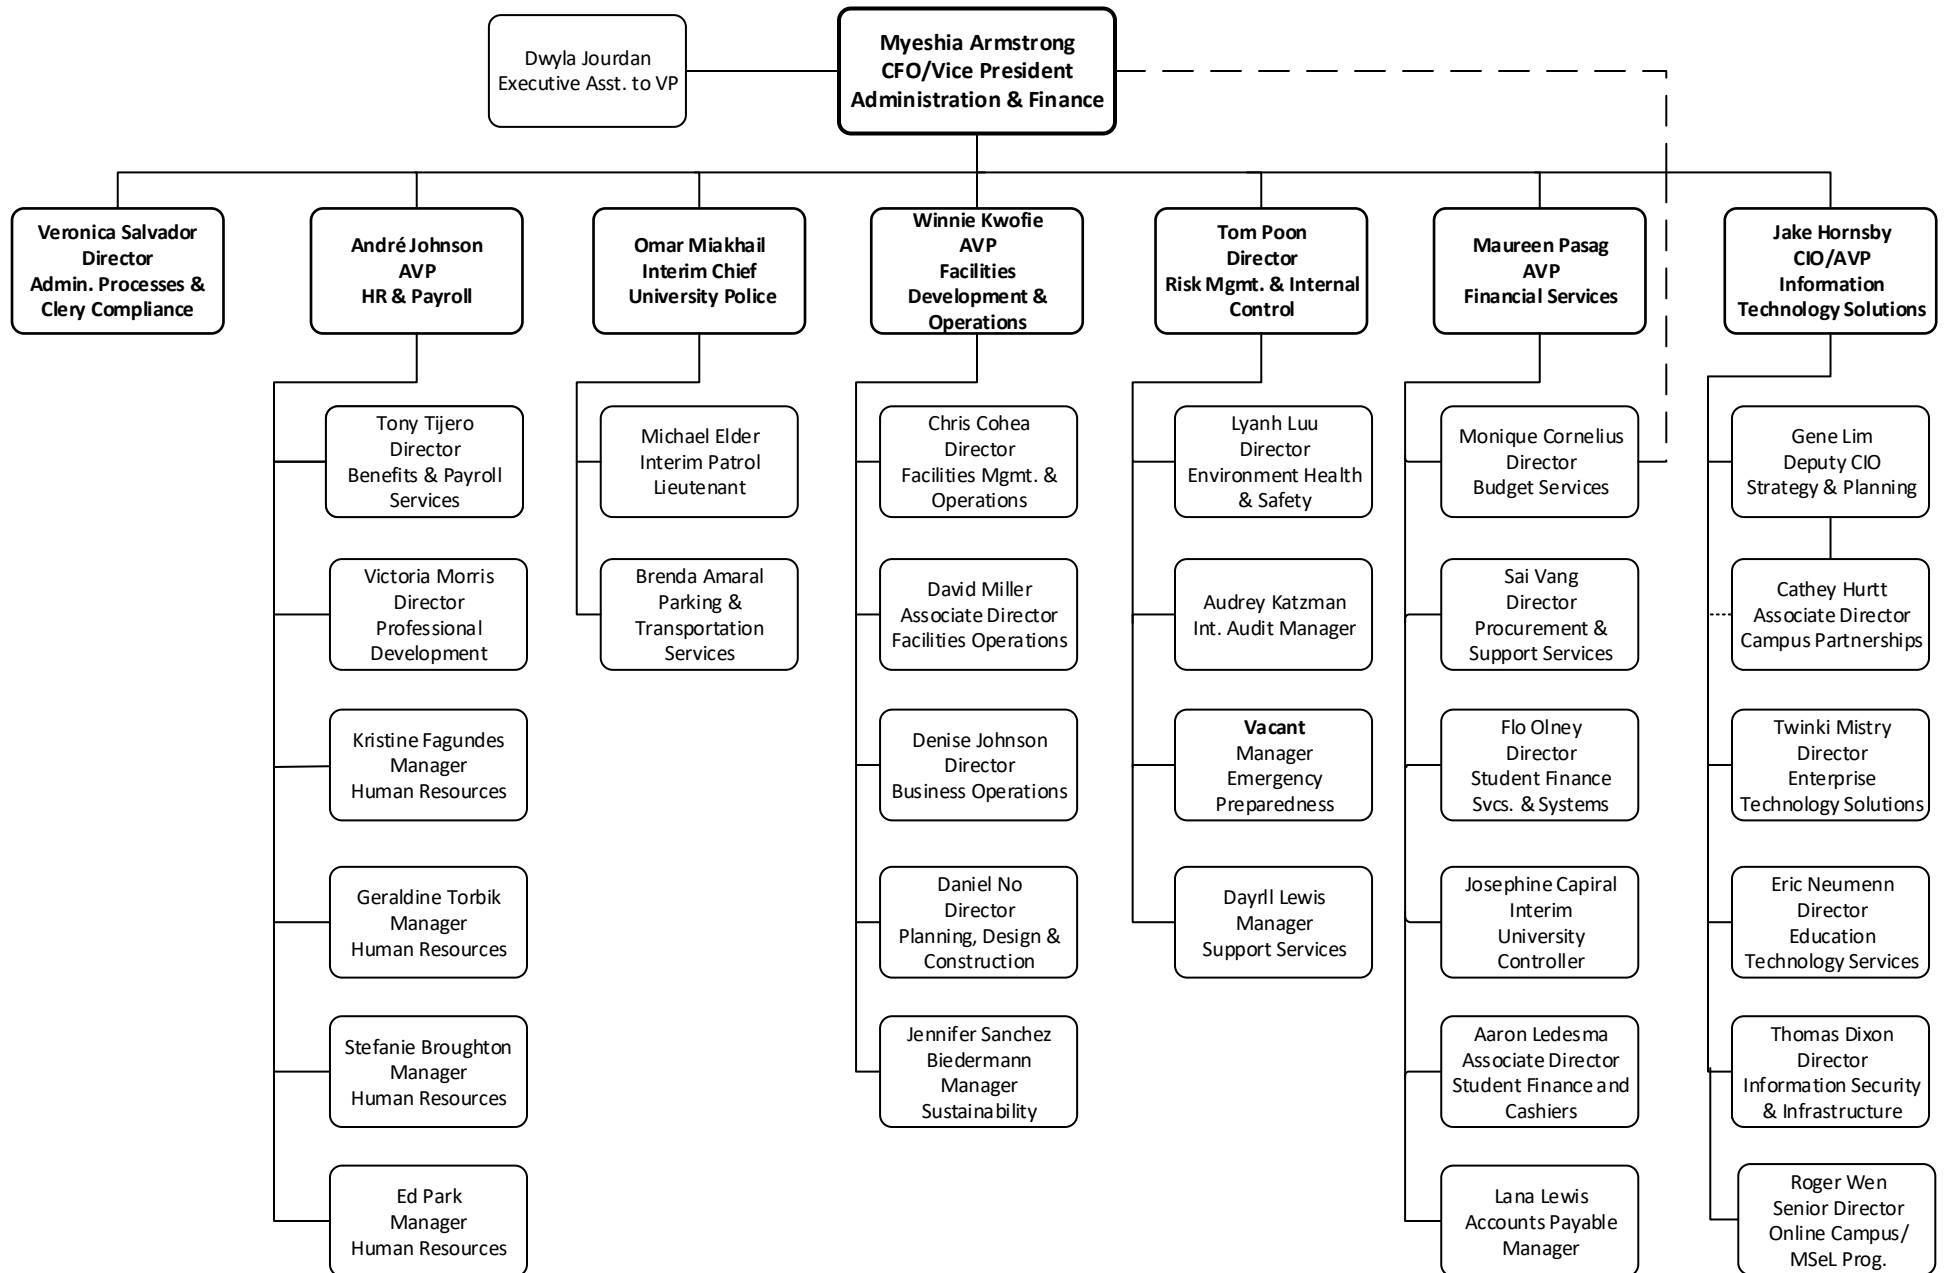 Dwyla Jourdan
Executive Asst. to VP
Myeshia Armstrong
CFO/Vice President
Administration & Finance
Veronica Salvador
Director
Admin. Processes &
Clery Compliance
André Johnson
AVP
HR & Payroll
Omar Miakhail
Interim Chief
University Police
Winnie Kwofie
AVP
Facilities
Development &
Operations
Tom Poon
Director
Risk Mgmt. & Internal
Control
Maureen Pasag
AVP
Financial Services
Jake Hornsby
CIO/AVP
Information
Technology Solutions
Tony Tijero
Director
Benefits & Payroll
Services
Victoria Morris
Director
Professional
Development
Kristine Fagundes
Manager
Human Resources
Geraldine Torbik
Manager
Human Resources
Stefanie Broughton
Manager
Human Resources
Ed Park
Manager
Human Resources
Michael Elder
Interim Patrol
Lieutenant
Brenda Amaral
Parking &
Transportation
Services
Chris Cohea
Director
Facilities Mgmt. &
Operations
David Miller
Associate Director
Facilities Operations
Denise Johnson
Director
Business Operations
Daniel No
Director
Planning, Design &
Construction
Jennifer Sanchez
Biedermann
Manager
Sustainability
Lyanh Luu
Director
Environment Health
& Safety
Audrey Katzman
Int. Audit Manager
Vacant
Manager
Emergency
Preparedness
Dayrll Lewis
Manager
Support Services
Monique Cornelius
Director
Budget Services
Sai Vang
Director
Procurement &
Support Services
Flo Olney
Director
Student Finance
Svcs. & Systems
Josephine Capiral
Interim
University
Controller
Aaron Ledesma
Associate Director
Student Finance and
Cashiers
Lana Lewis
Accounts Payable
Manager
Gene Lim
Deputy CIO
Strategy & Planning
Cathey Hurtt
Associate Director
Campus Partnerships
Twinki Mistry
Director
Enterprise
Technology Solutions
Eric Neumenn
Director
Education
Technology Services
Thomas Dixon
Director
Information Security
& Infrastructure
Roger Wen
Senior Director
Online Campus/
MSeL Prog.